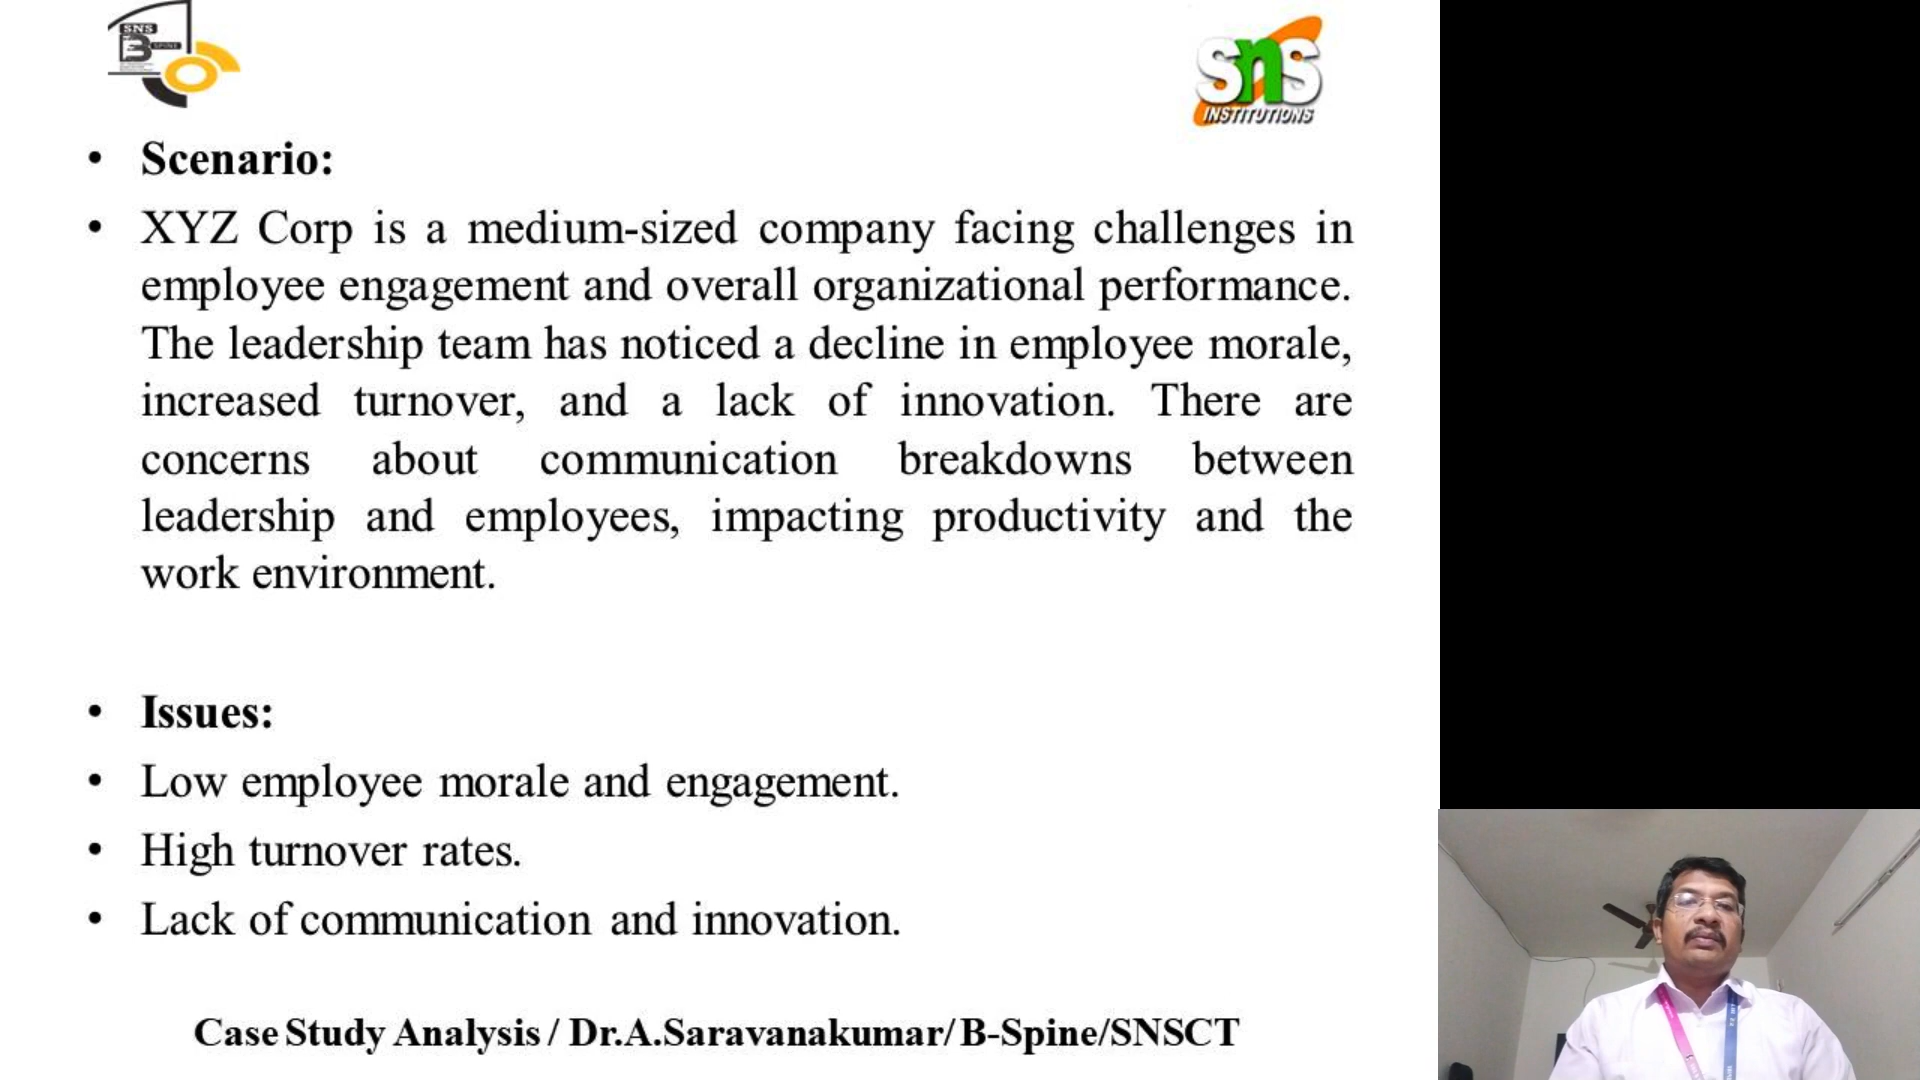 SNS
B SPINE
SNS
INSTITUTIONS
• Scenario:
• XYZ Corp is a medium-sized company facing challenges in
employee engagement and overall organizational performance.
The leadership team has noticed a decline in employee morale,
increased turnover, and a lack of innovation. There are
concerns about communication breakdowns between
leadership and employees, impacting productivity and the
work environment.
• Issues:
• Low employee morale and engagement.
• High turnover rates.
• Lack of communication and innovation.
Case Study Analysis / Dr.A.Saravanakumar/ B-Spine/SNSCT